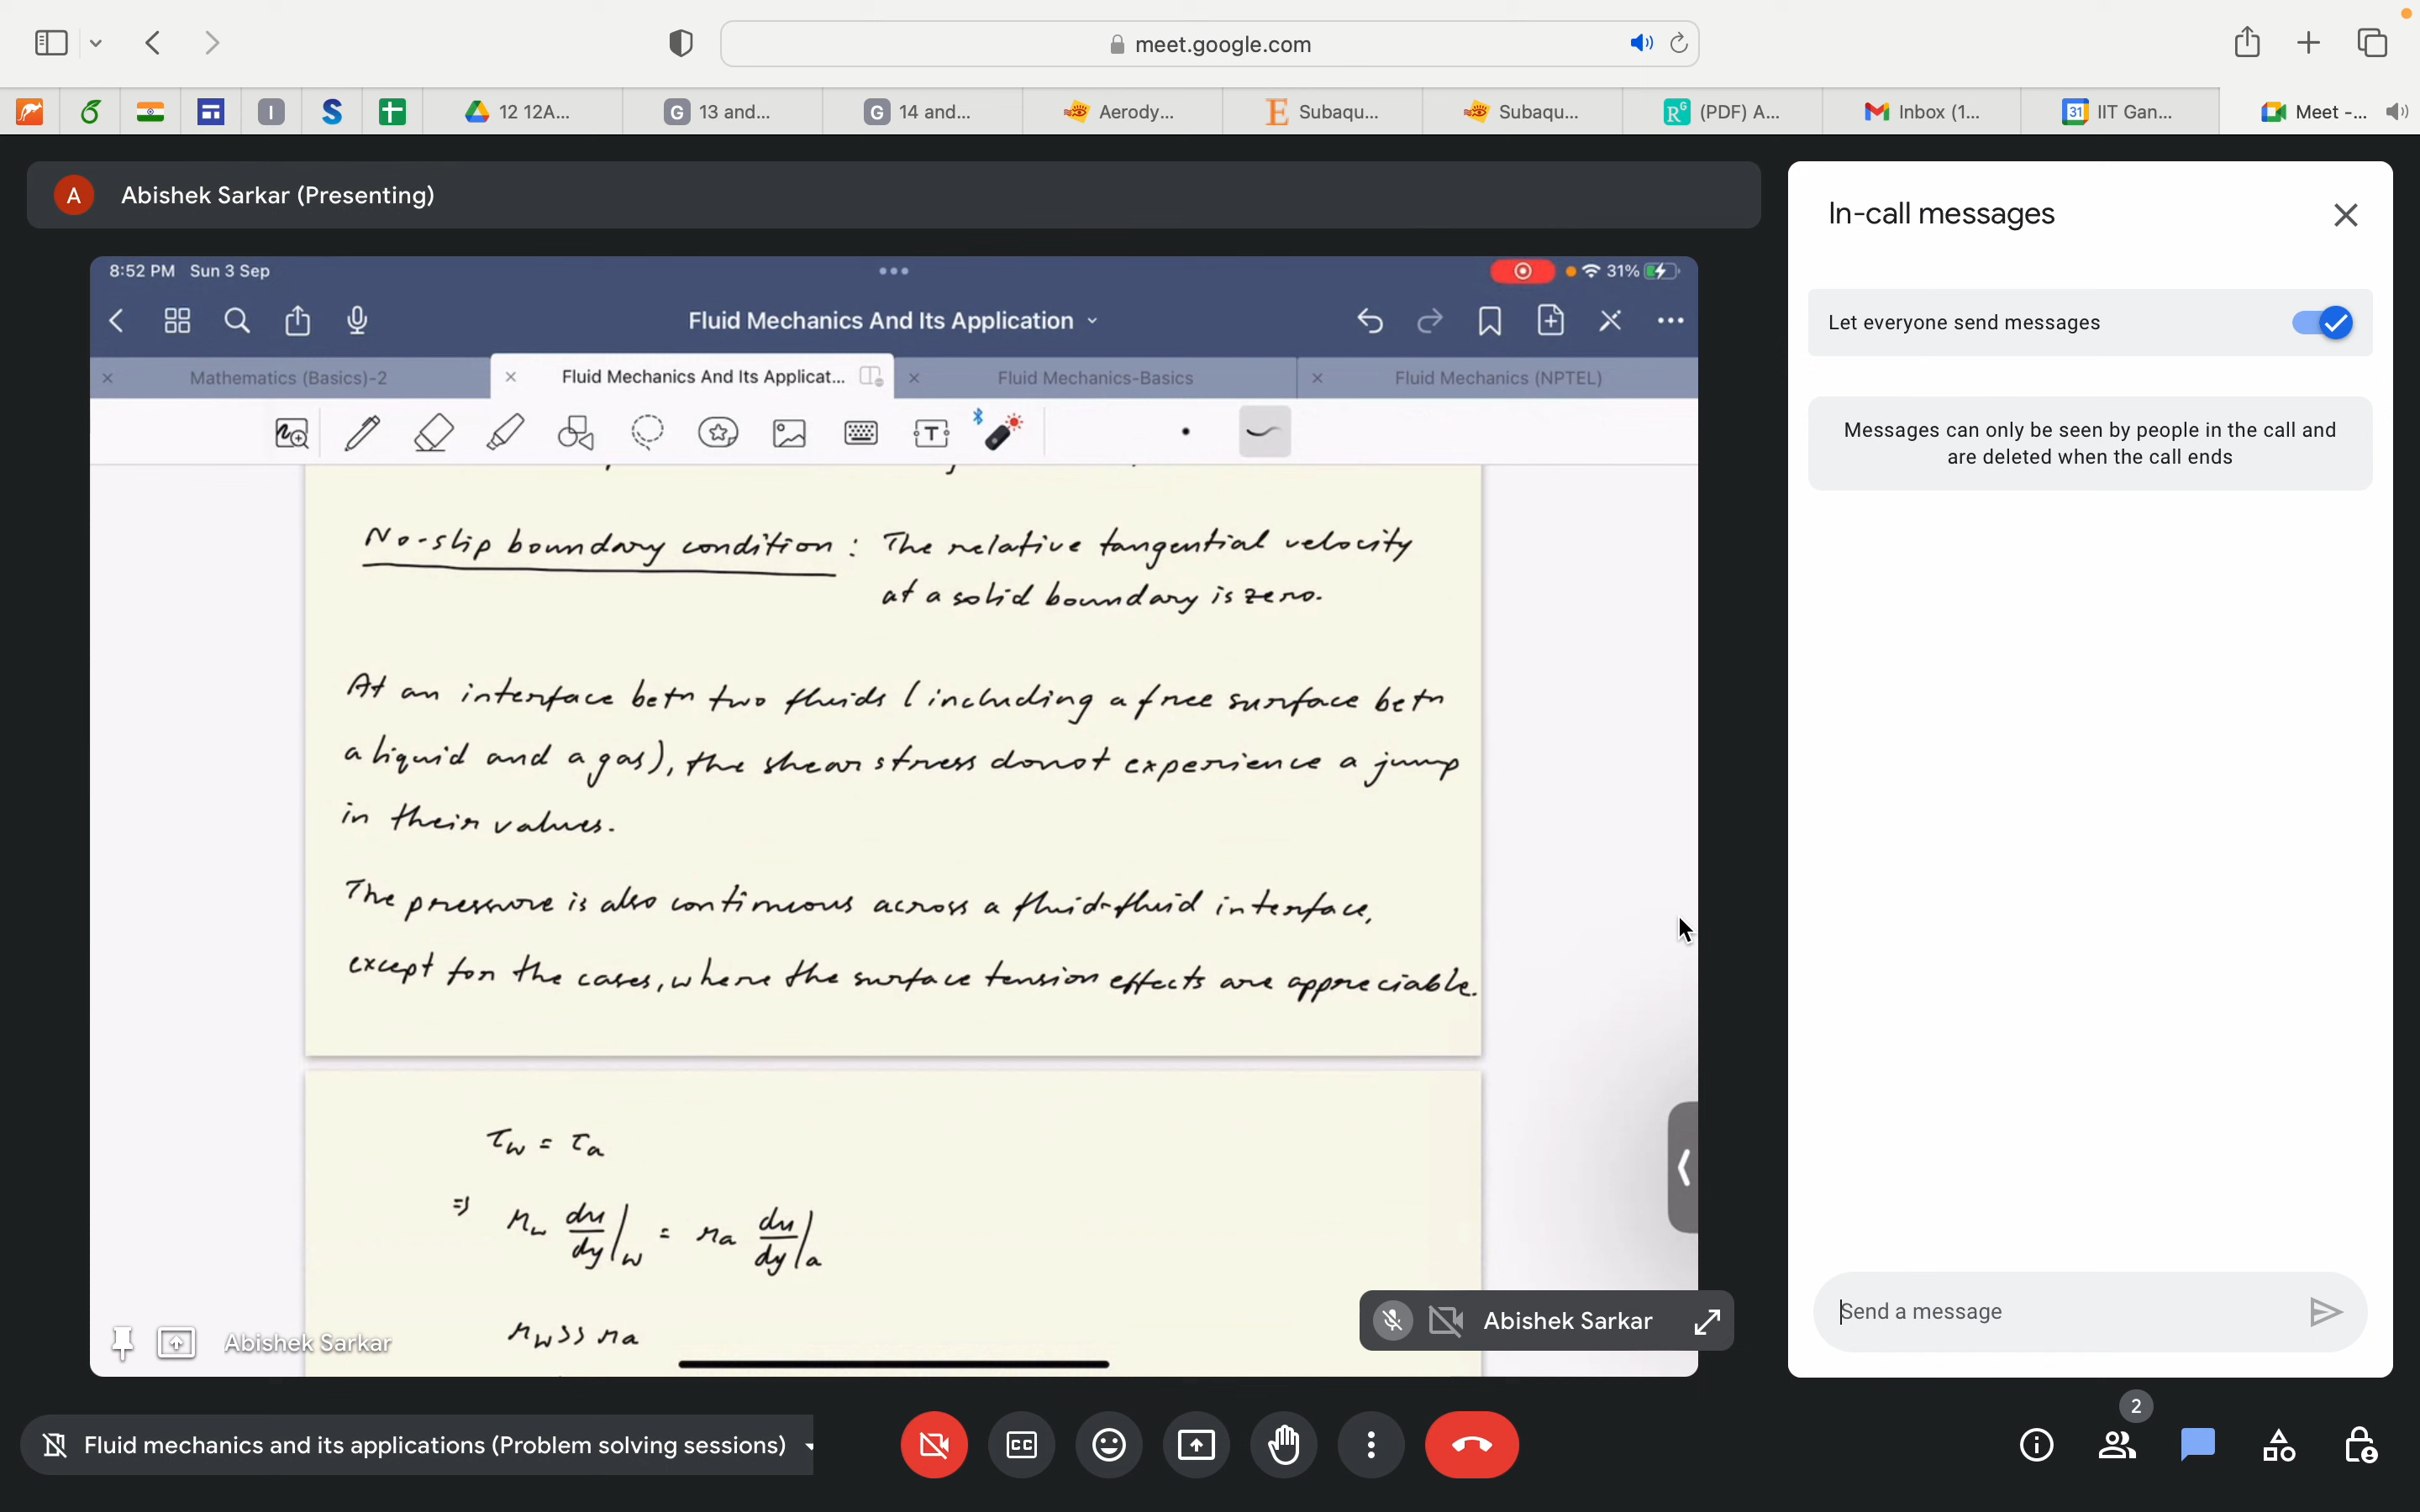 meet.google.com
12 12A...
G 13 and...
G 14 and...
Aerody...
E Subaqu...
Subaqu...
(PDF) A...
Inbox (1...
31 IIT Gan...
Meet -...
A Abishek Sarkar (Presenting)
8:52 PM Sun 3 Sep
31%
Fluid Mechanics And Its Application
Mathematics (Basics)-2
Fluid Mechanics And Its Applicat...
Fluid Mechanics-Basics
Fluid Mechanics (NPTEL)
No-slip boundary condition : The relative tangential velocity
at a solid boundary is zero.
At an interface betn two fluids (including a free surface betn
a liquid and a gas), the shear stress donot experience a jump
in their values.
The pressure is also continuous across a fluid-fluid interface,
except for the cases, where the surface tension effects are appreciable.
τw = τa
⇒ μw du/dy|w = μa du/dy|a
μw >> μa
Abishek Sarkar
Abishek Sarkar
In-call messages
Let everyone send messages
Messages can only be seen by people in the call and
are deleted when the call ends
Send a message
Fluid mechanics and its applications (Problem solving sessions)
CC
2